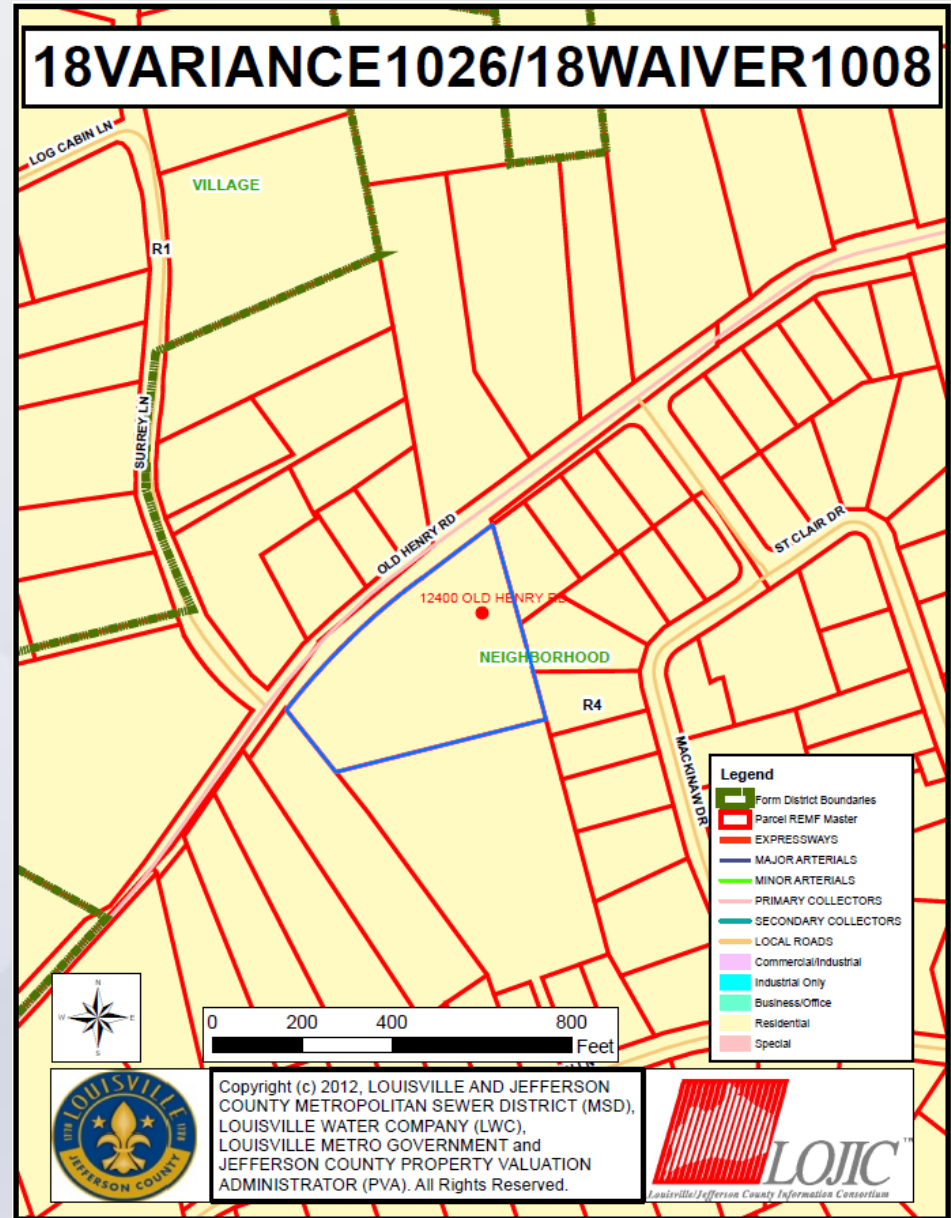 18VARIANCE1026/18WAIVER1008
LOG CABIN LN
VILLAGE
R1
SURREY LN
OLD HENRY RD
ST CLAIR DR
12400 OLD HENRY RD
NEIGHBORHOOD
R4
MACKINAW DR
Legend
Form District Boundaries
Parcel REMF Master
EXPRESSWAYS
MAJOR ARTERIALS
MINOR ARTERIALS
PRIMARY COLLECTORS
SECONDARY COLLECTORS
LOCAL ROADS
Commercial/Industrial
Industrial Only
Business/Office
Residential
Special
N
W E
S
0 200 400 800
Feet
LOUISVILLE
1778 1780
JEFFERSON COUNTY
Copyright (c) 2012, LOUISVILLE AND JEFFERSON
COUNTY METROPOLITAN SEWER DISTRICT (MSD),
LOUISVILLE WATER COMPANY (LWC),
LOUISVILLE METRO GOVERNMENT and
JEFFERSON COUNTY PROPERTY VALUATION
ADMINISTRATOR (PVA). All Rights Reserved.
LOJIC™
Louisville/Jefferson County Information Consortium